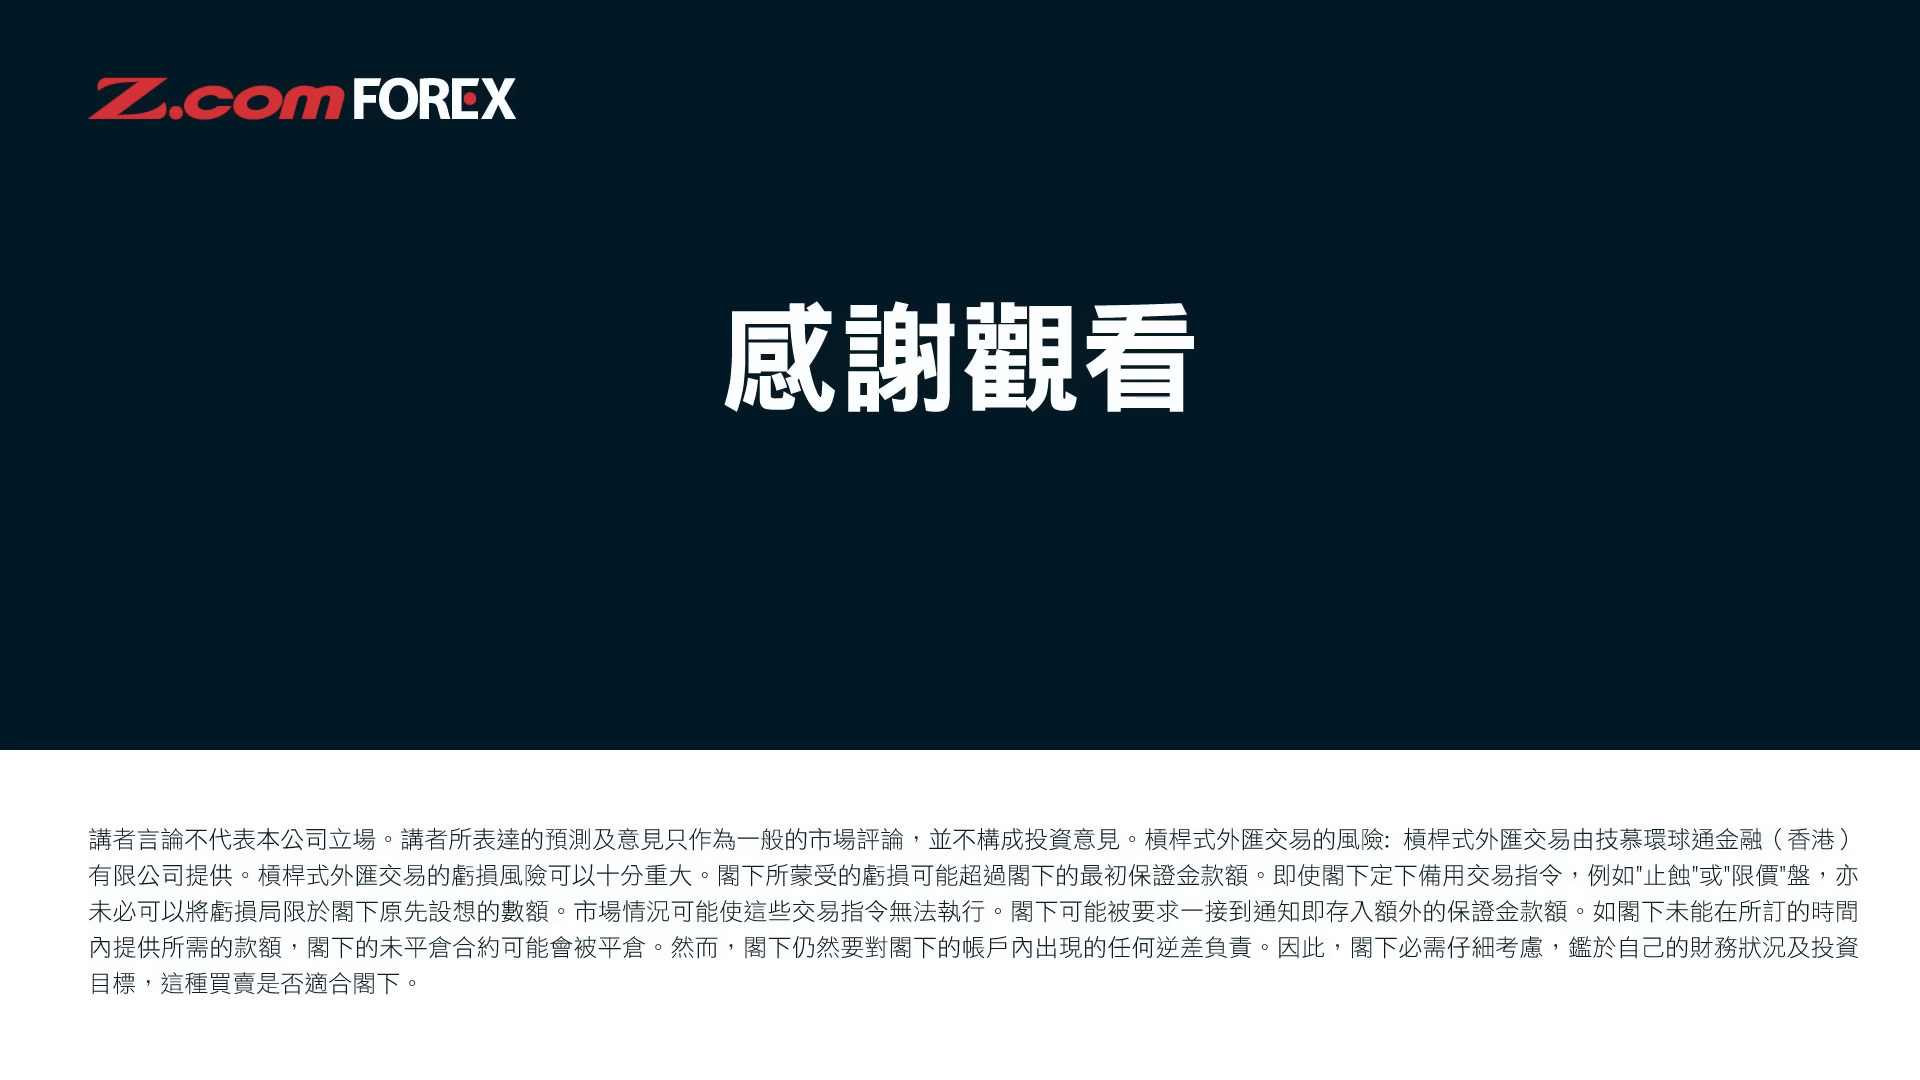 Z.com FOREX
感謝觀看
講者言論不代表本公司立場。講者所表達的預測及意見只作為一般的市場評論，並不構成投資意見。槓桿式外匯交易的風險: 槓桿式外匯交易由技慕環球通金融（香港）
有限公司提供。槓桿式外匯交易的虧損風險可以十分重大。閣下所蒙受的虧損可能超過閣下的最初保證金款額。即使閣下定下備用交易指令，例如"止蝕"或"限價"盤，亦
未必可以將虧損局限於閣下原先設想的數額。市場情況可能使這些交易指令無法執行。閣下可能被要求一接到通知即存入額外的保證金款額。如閣下未能在所訂的時間
內提供所需的款額，閣下的未平倉合約可能會被平倉。然而，閣下仍然要對閣下的帳戶內出現的任何逆差負責。因此，閣下必需仔細考慮，鑑於自己的財務狀況及投資
目標，這種買賣是否適合閣下。